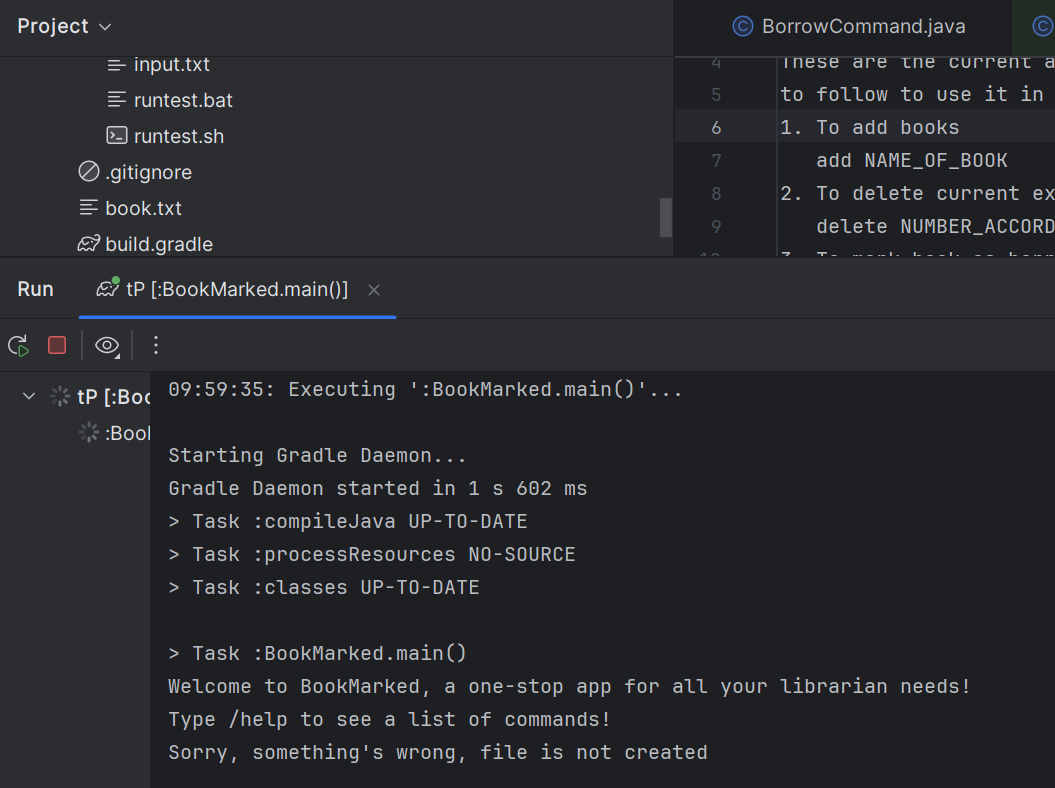 Project
BorrowCommand.java
input.txt
runtest.bat
runtest.sh
.gitignore
book.txt
build.gradle
4 These are the current a
5 to follow to use it in
6 1. To add books
7 add NAME_OF_BOOK
8 2. To delete current ex
9 delete NUMBER_ACCORD
Run
tP [:BookMarked.main()]
tP [:Boo
:Bool
09:59:35: Executing ':BookMarked.main()'...
Starting Gradle Daemon...
Gradle Daemon started in 1 s 602 ms
> Task :compileJava UP-TO-DATE
> Task :processResources NO-SOURCE
> Task :classes UP-TO-DATE
> Task :BookMarked.main()
Welcome to BookMarked, a one-stop app for all your librarian needs!
Type /help to see a list of commands!
Sorry, something's wrong, file is not created